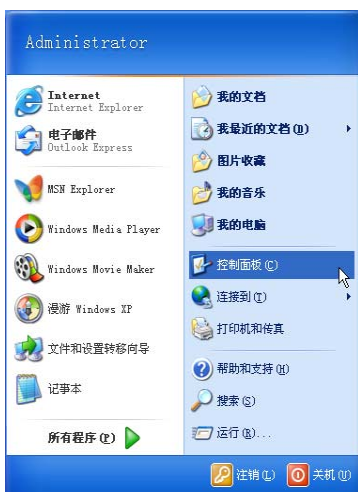 Administrator
Internet
Internet Explorer
电子邮件
Outlook Express
MSN Explorer
Windows Media Player
Windows Movie Maker
漫游 Windows XP
文件和设置转移向导
记事本
所有程序(P)
我的文档
我最近的文档(D)
图片收藏
我的音乐
我的电脑
控制面板(C)
连接到(T)
打印机和传真
帮助和支持(H)
搜索(S)
运行(R)...
注销(L)
关机(U)